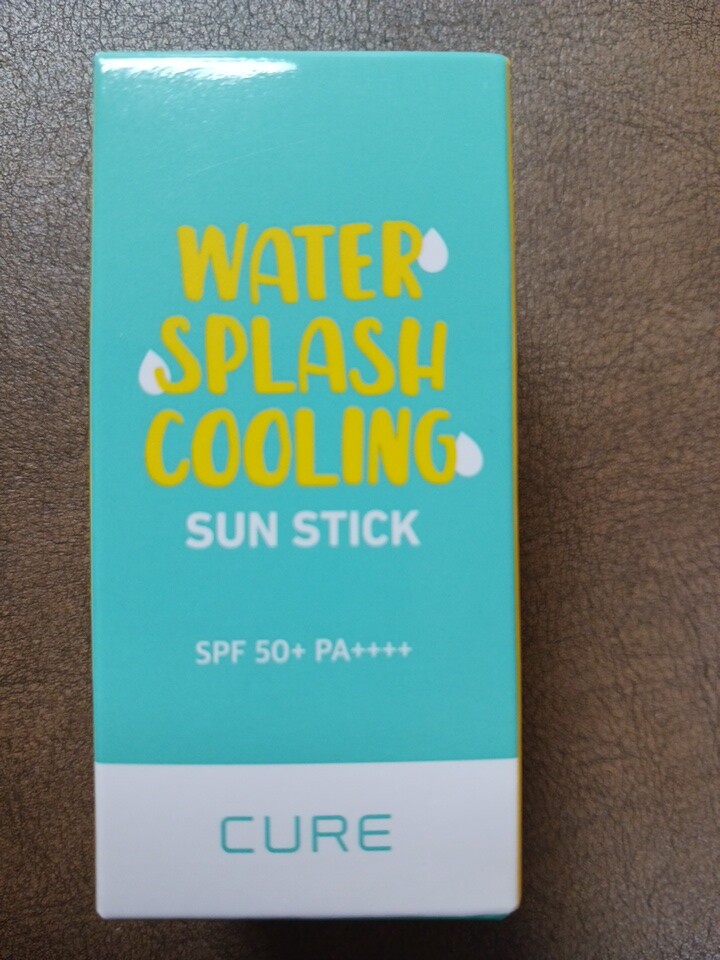 WATER
SPLASH
COOLING
SUN STICK
SPF 50+ PA++++
CURE